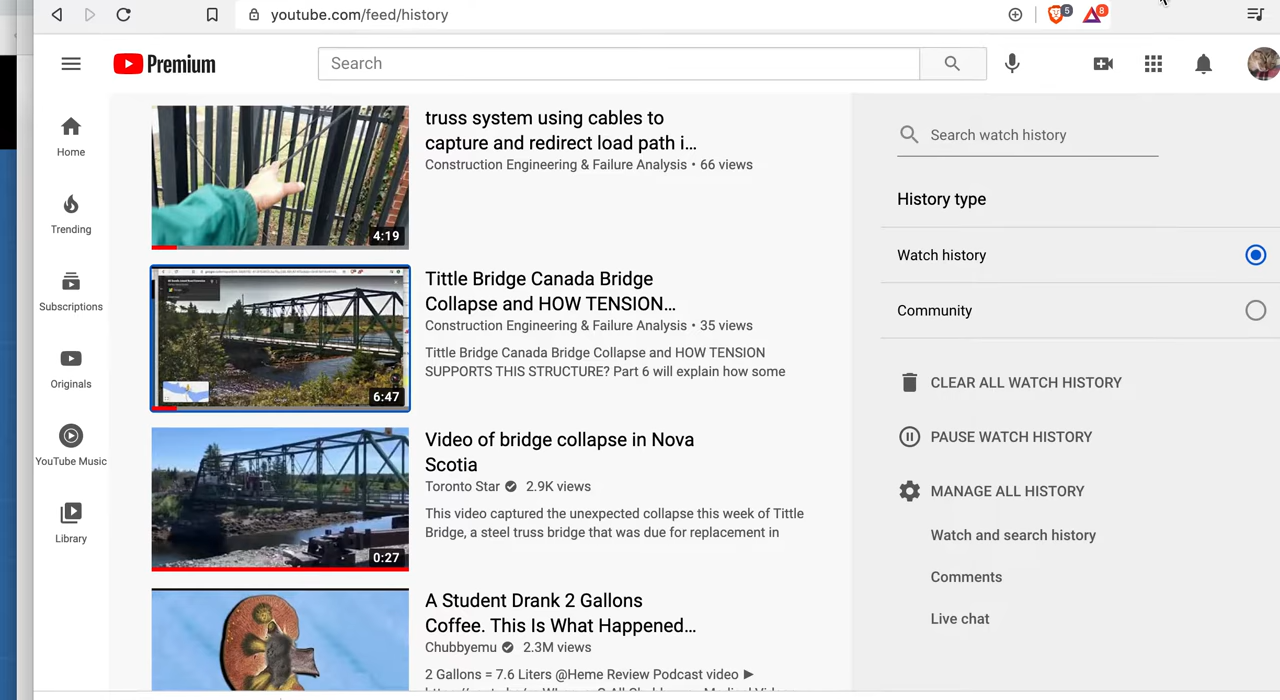 youtube.com/feed/history
5
8
Premium
Search
Home
Trending
Subscriptions
Originals
YouTube Music
Library
truss system using cables to
capture and redirect load path i...
Construction Engineering & Failure Analysis • 66 views
4:19
Tittle Bridge Canada Bridge
Collapse and HOW TENSION...
Construction Engineering & Failure Analysis • 35 views
Tittle Bridge Canada Bridge Collapse and HOW TENSION
SUPPORTS THIS STRUCTURE? Part 6 will explain how some
6:47
Video of bridge collapse in Nova
Scotia
Toronto Star 2.9K views
This video captured the unexpected collapse this week of Tittle
Bridge, a steel truss bridge that was due for replacement in
0:27
A Student Drank 2 Gallons
Coffee. This Is What Happened...
Chubbyemu 2.3M views
2 Gallons = 7.6 Liters @Heme Review Podcast video ►
Search watch history
History type
Watch history
Community
CLEAR ALL WATCH HISTORY
PAUSE WATCH HISTORY
MANAGE ALL HISTORY
Watch and search history
Comments
Live chat